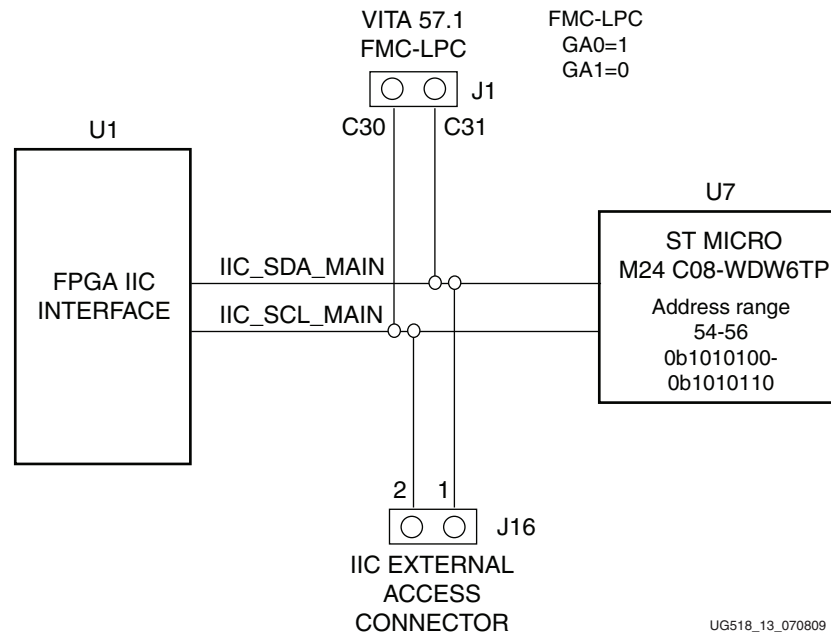 VITA 57.1
FMC-LPC
FMC-LPC
GA0=1
GA1=0
J1
C30
C31
U1
FPGA IIC
INTERFACE
IIC_SDA_MAIN
IIC_SCL_MAIN
U7
ST MICRO
M24 C08-WDW6TP
Address range
54-56
0b1010100-
0b1010110
2
1
J16
IIC EXTERNAL
ACCESS
CONNECTOR
UG518_13_070809